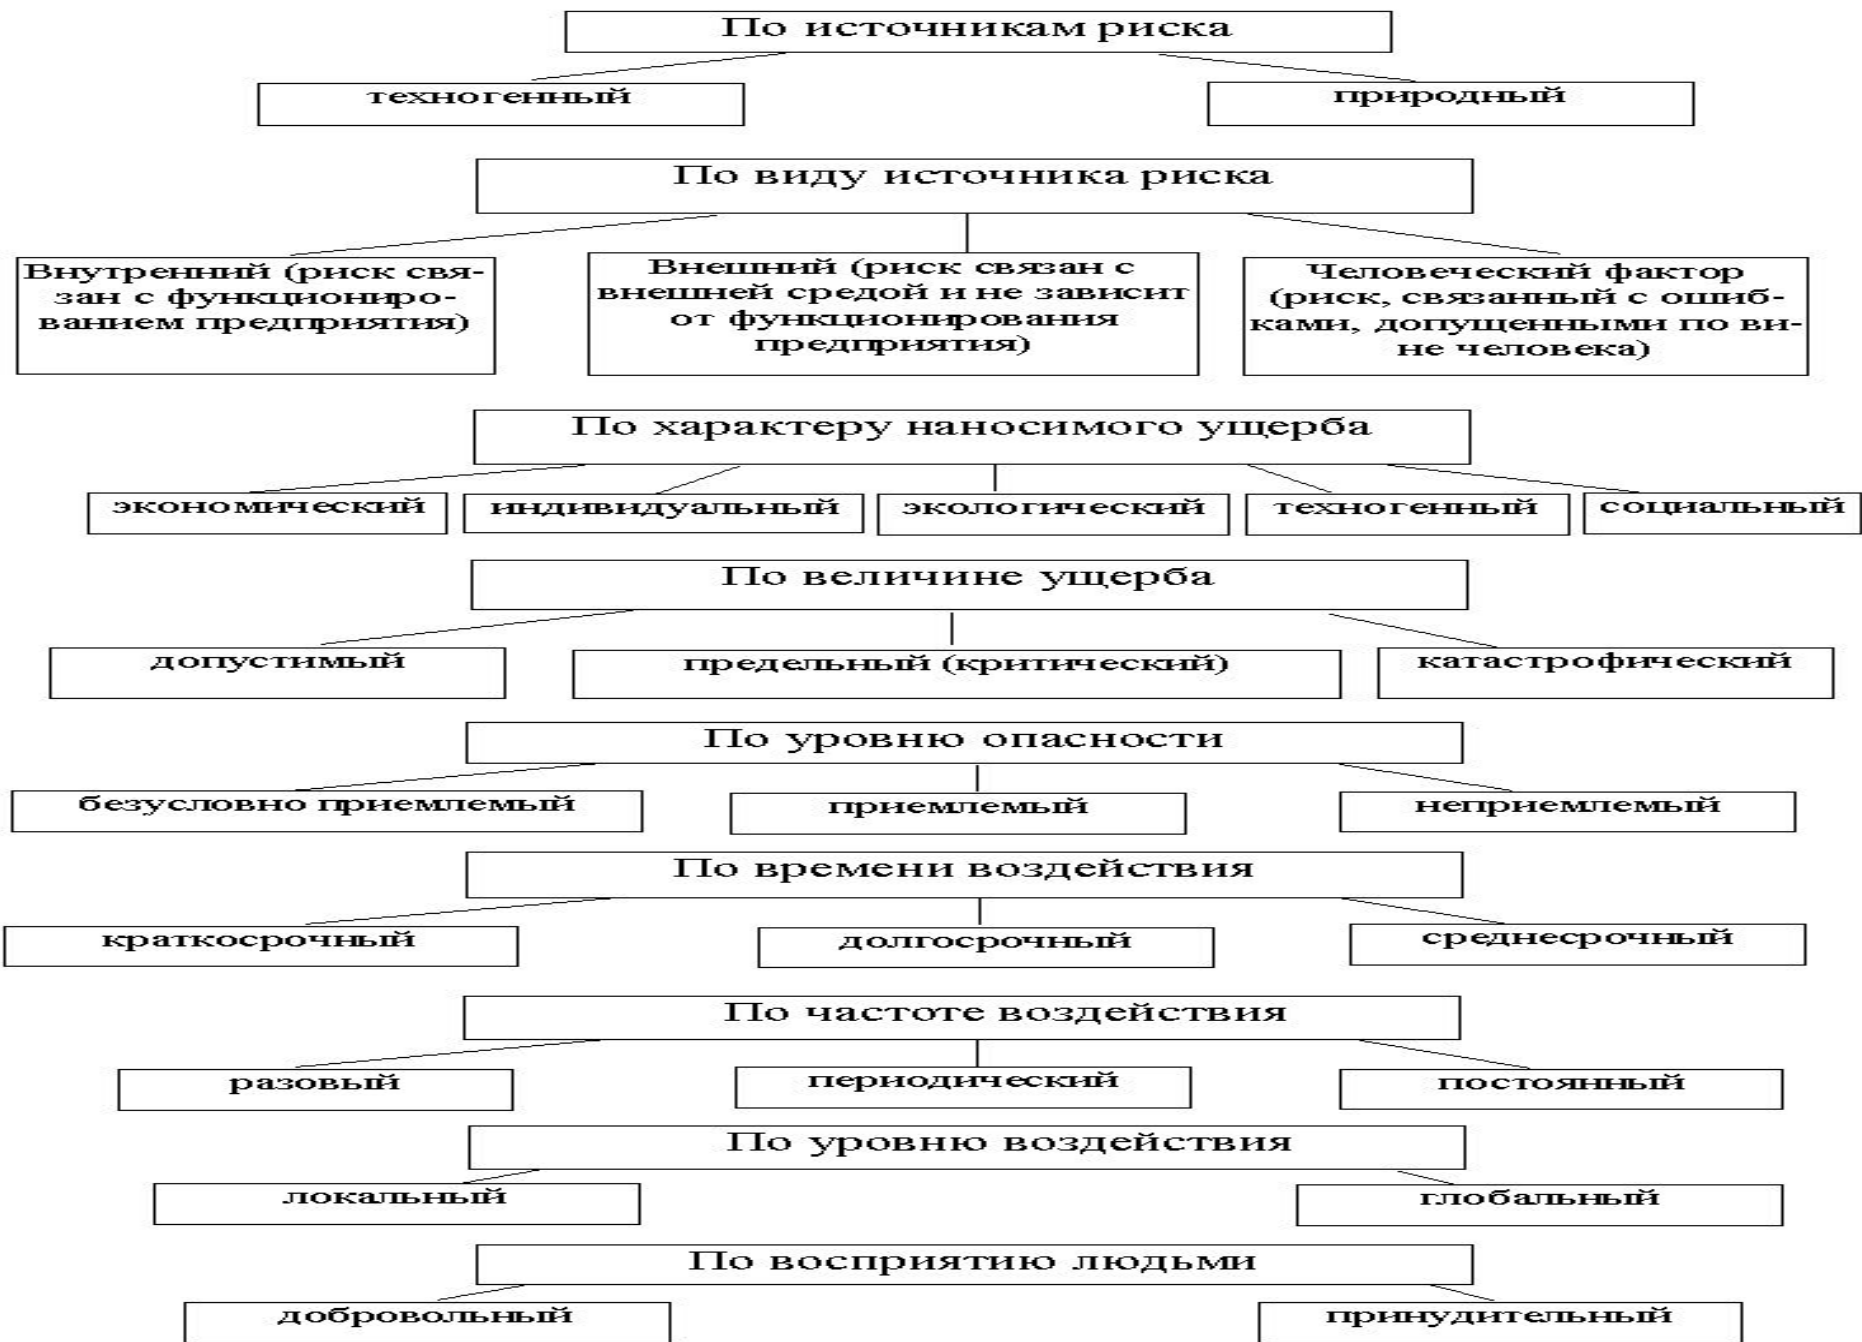 По источникам риска
техногенный
природный
По виду источника риска
Внутренний (риск свя-
зан с функциониро-
ванием предприятия)
Внешний (риск связан с
внешней средой и не зависит
от функционирования
предприятия)
Человеческий фактор
(риск, связанный с ошиб-
ками, допущенными по ви-
не человека)
По характеру наносимого ущерба
экономический
индивидуальный
экологический
техногенный
социальный
По величине ущерба
допустимый
предельный (критический)
катастрофический
По уровню опасности
безусловно приемлемый
приемлемый
неприемлемый
По времени воздействия
краткосрочный
долгосрочный
среднесрочный
По частоте воздействия
разовый
периодический
постоянный
По уровню воздействия
локальный
глобальный
По восприятию людьми
добровольный
принудительный